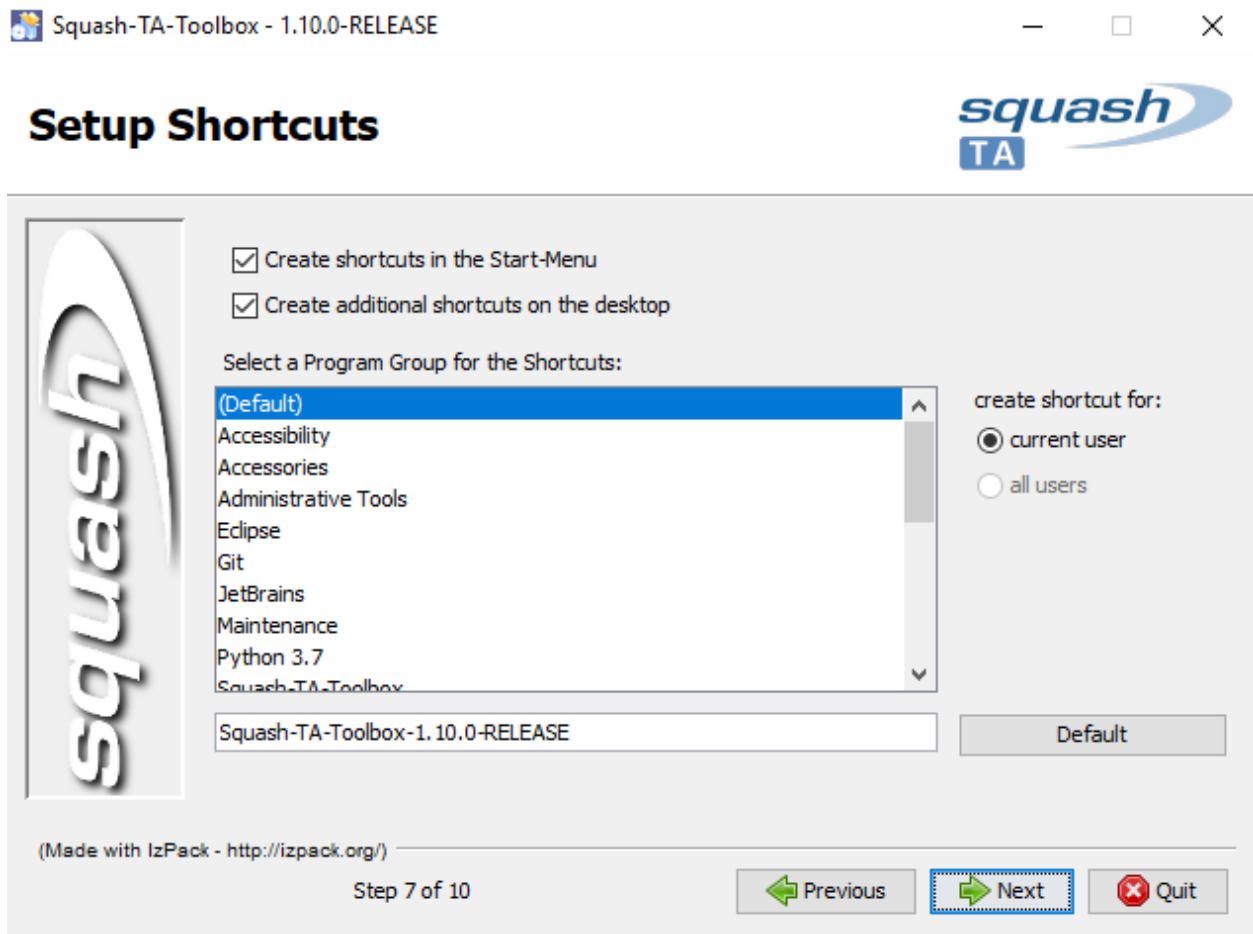 Squash-TA-Toolbox - 1.10.0-RELEASE
Setup Shortcuts
squash
TA
squash
Create shortcuts in the Start-Menu
Create additional shortcuts on the desktop
Select a Program Group for the Shortcuts:
(Default)
Accessibility
Accessories
Administrative Tools
Eclipse
Git
JetBrains
Maintenance
Python 3.7
Squash-TA-Toolbox
create shortcut for:
current user
all users
Squash-TA-Toolbox-1.10.0-RELEASE
Default
(Made with IzPack - http://izpack.org/)
Step 7 of 10
Previous
Next
Quit